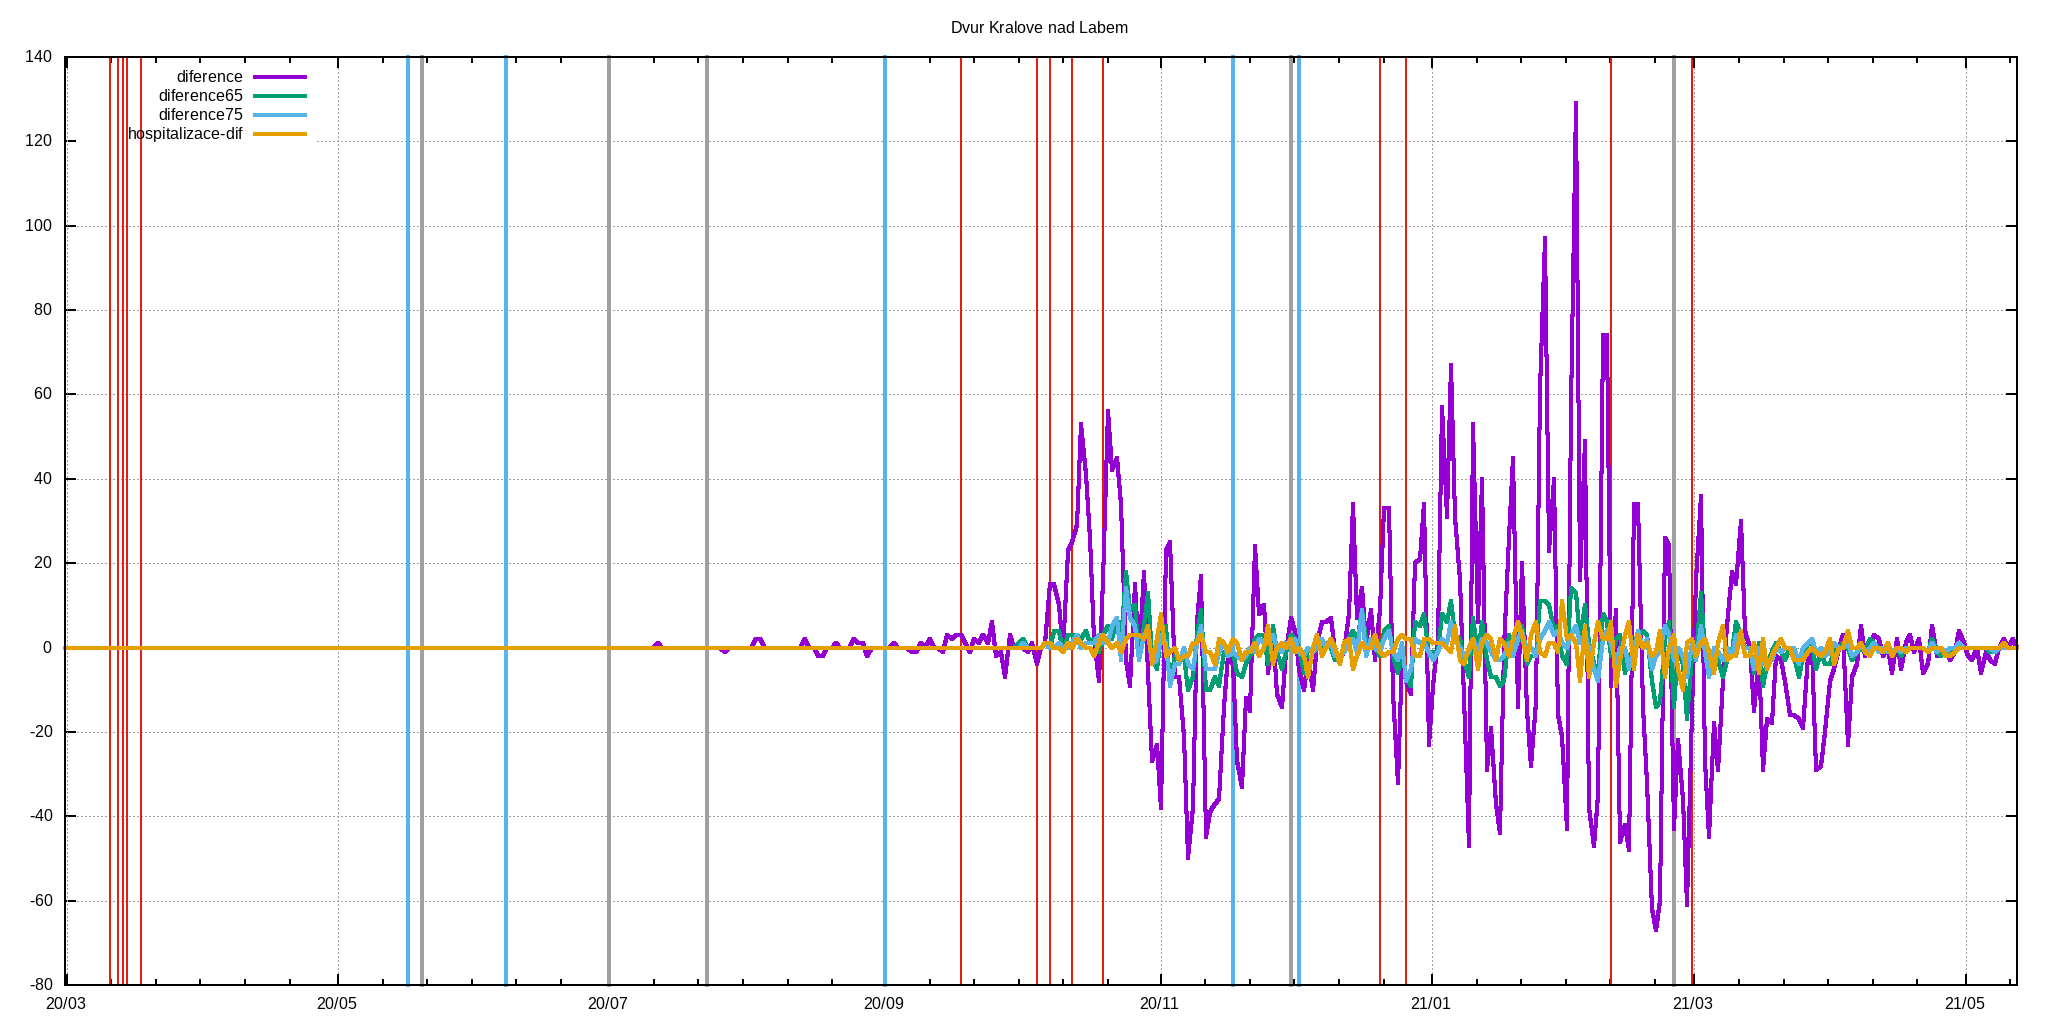 Dvur Kralove nad Labem
140
120
100
80
60
40
20
0
-20
-40
-60
-80
diference
diference65
diference75
hospitalizace-dif
20/03 20/05 20/07 20/09 20/11 21/01 21/03 21/05